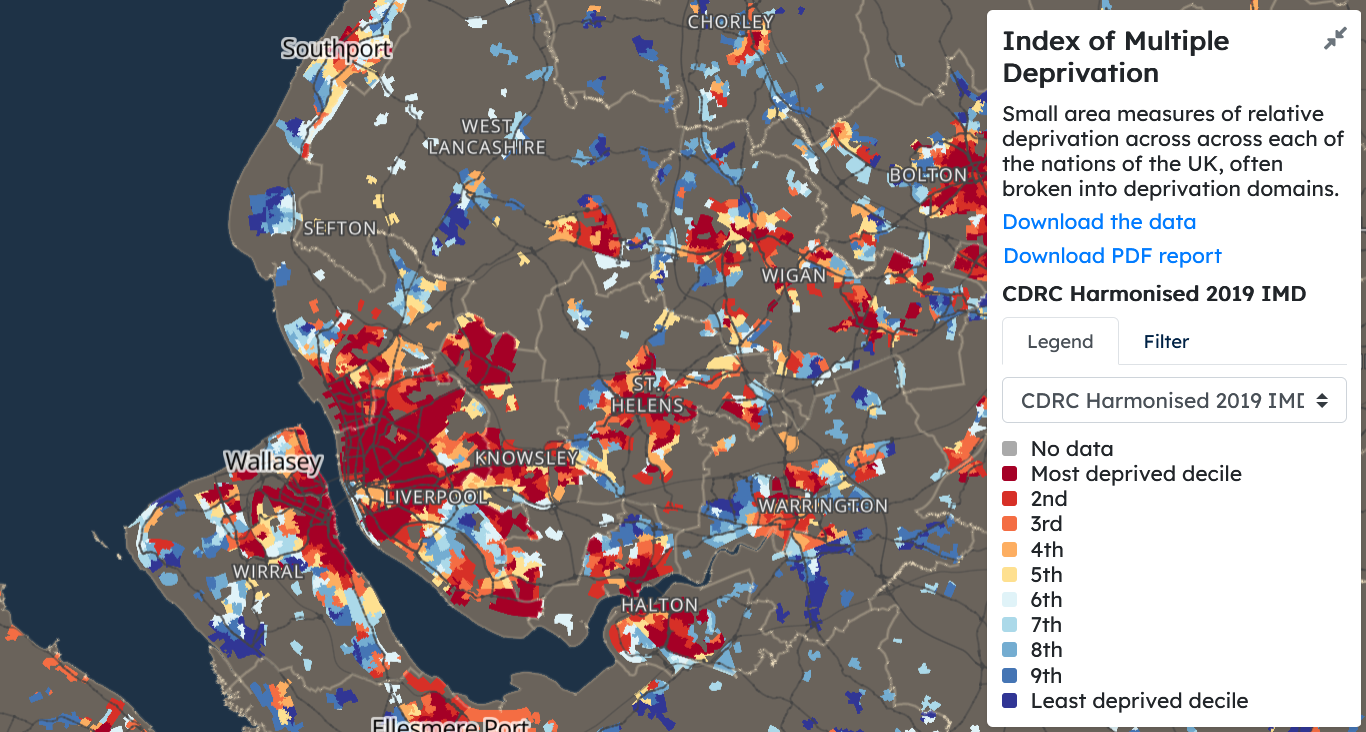 Southport
CHORLEY
WEST
LANCASHIRE
BOLTON
SEFTON
WIGAN
ST.
HELENS
Wallasey
KNOWSLEY
LIVERPOOL
WARRINGTON
WIRRAL
HALTON
Ellesmere Port
Index of Multiple
Deprivation
Small area measures of relative
deprivation across across each of
the nations of the UK, often
broken into deprivation domains.
Download the data
Download PDF report
CDRC Harmonised 2019 IMD
Legend Filter
CDRC Harmonised 2019 IMD
No data
Most deprived decile
2nd
3rd
4th
5th
6th
7th
8th
9th
Least deprived decile